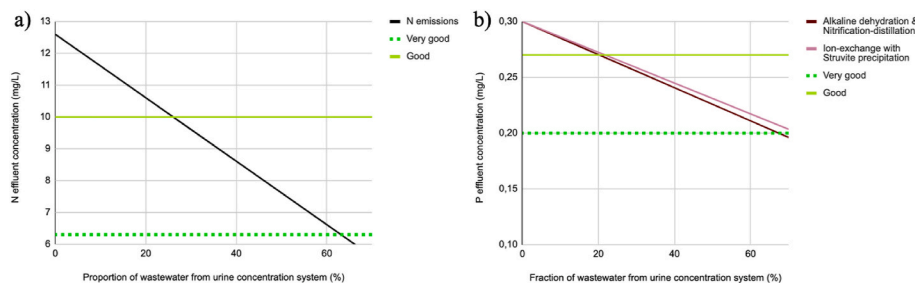 a)
N effluent concentration (mg/L)
13
12
11
10
9
8
7
6
0
20
40
60
Proportion of wastewater from urine concentration system (%)
N emissions
Very good
Good
b)
P effluent concentration (mg/L)
0,30
0,25
0,20
0,15
0,10
0
20
40
60
Fraction of wastewater from urine concentration system (%)
Alkaline dehydration &
Nitrification-distillation
Ion-exchange with
Struvite precipitation
Very good
Good